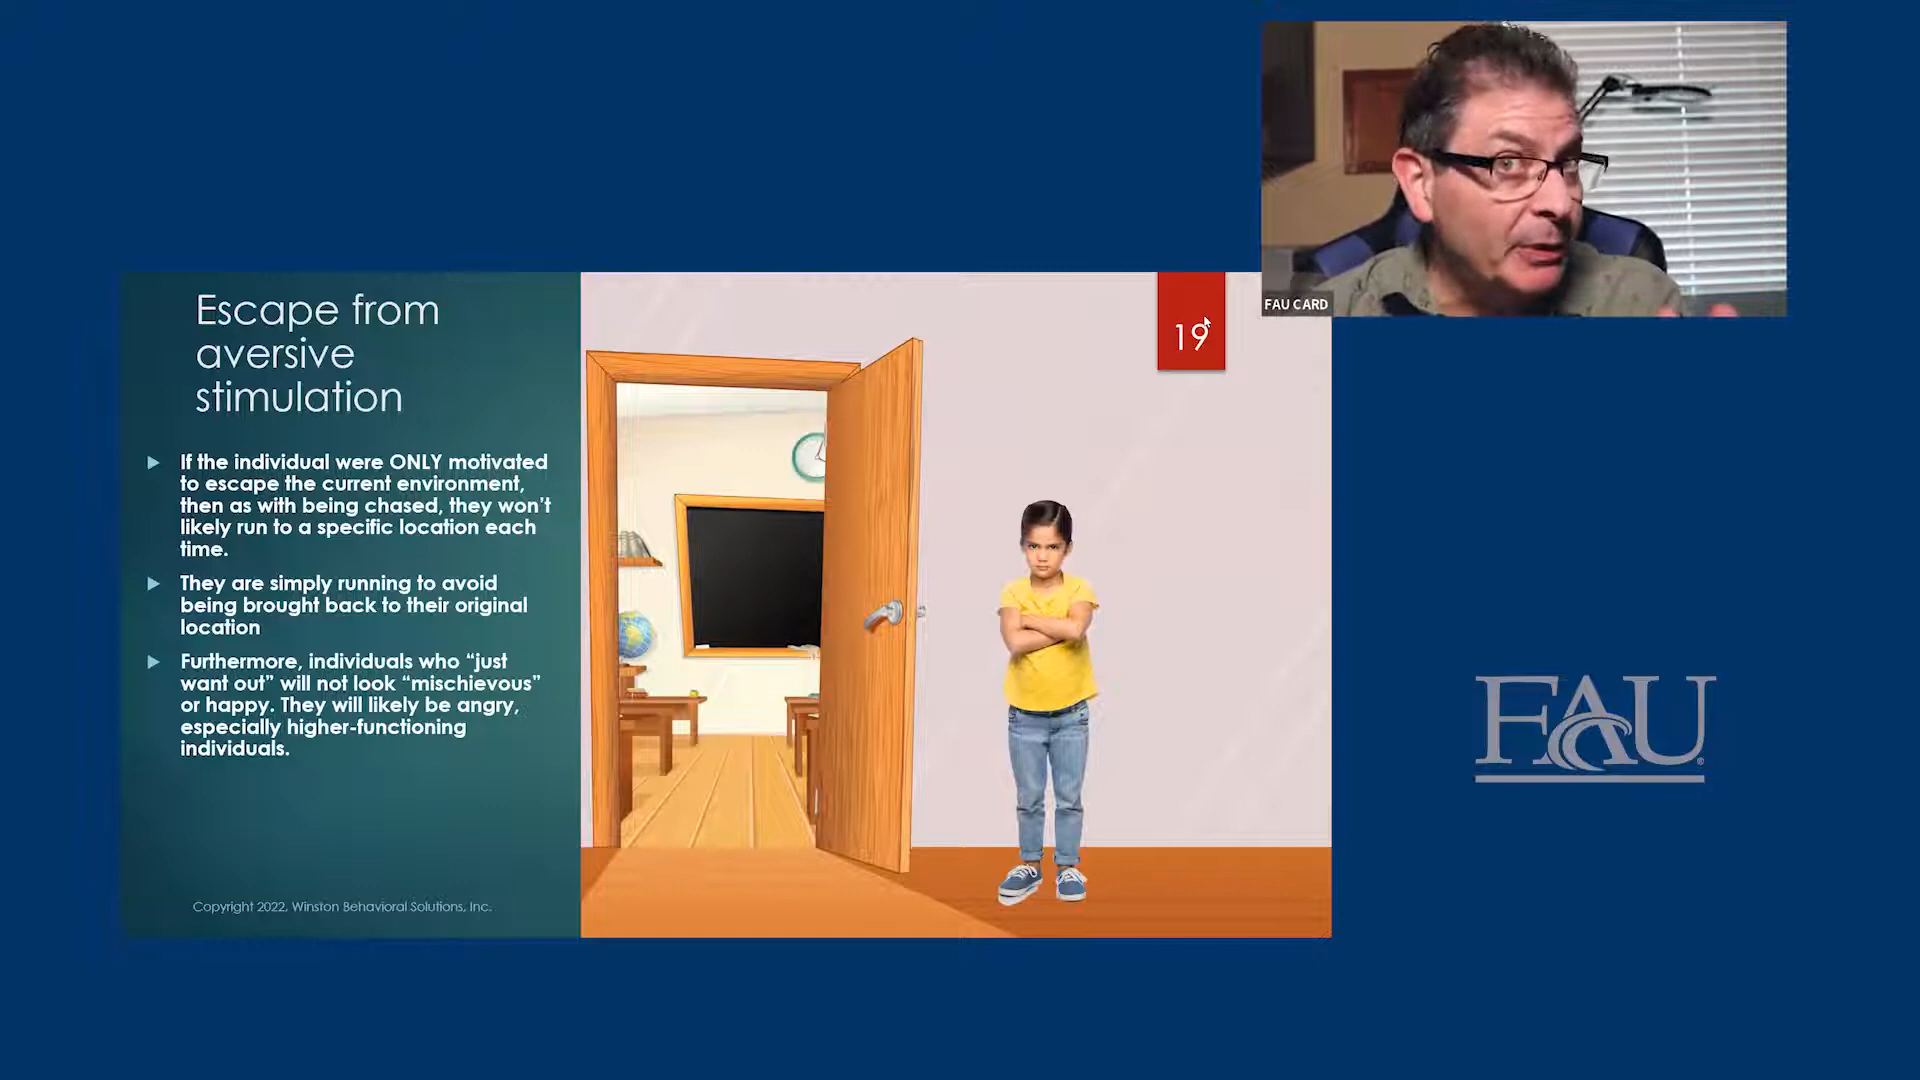 FAU CARD
Escape from
aversive
stimulation
19
If the individual were ONLY motivated
to escape the current environment,
then as with being chased, they won't
likely run to a specific location each
time.
They are simply running to avoid
being brought back to their original
location
Furthermore, individuals who “just
want out” will not look “mischievous”
or happy. They will likely be angry,
especially higher-functioning
individuals.
Copyright 2022, Winston Behavioral Solutions, Inc.
FAU